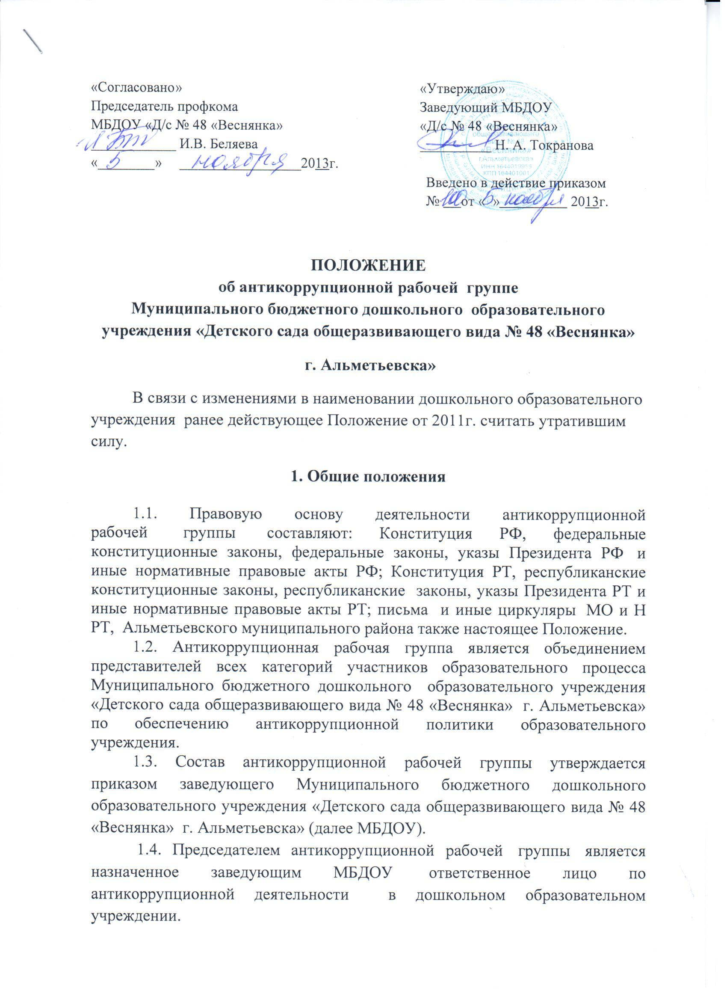 «Согласовано»
Председатель профкома
МБДОУ «Д/с № 48 «Веснянка»
____________ И.В. Беляева
«___5___» ___ноября___2013г.
«Утверждаю»
Заведующий МБДОУ
«Д/с № 48 «Веснянка»
__________ Н. А. Токранова
общеразвивающего
вида № 48
«Веснянка»
г.Альметьевска»
КПП 164401001
Введено в действие приказом
№ от «5» ноября 2013г.
ПОЛОЖЕНИЕ
об антикоррупционной рабочей группе
Муниципального бюджетного дошкольного образовательного
учреждения «Детского сада общеразвивающего вида № 48 «Веснянка»
г. Альметьевска»
В связи с изменениями в наименовании дошкольного образовательного
учреждения ранее действующее Положение от 2011г. считать утратившим
силу.
1. Общие положения
1.1. Правовую основу деятельности антикоррупционной
рабочей группы составляют: Конституция РФ, федеральные
конституционные законы, федеральные законы, указы Президента РФ и
иные нормативные правовые акты РФ; Конституция РТ, республиканские
конституционные законы, республиканские законы, указы Президента РТ и
иные нормативные правовые акты РТ; письма и иные циркуляры МО и Н
РТ, Альметьевского муниципального района также настоящее Положение.
1.2. Антикоррупционная рабочая группа является объединением
представителей всех категорий участников образовательного процесса
Муниципального бюджетного дошкольного образовательного учреждения
«Детского сада общеразвивающего вида № 48 «Веснянка» г. Альметьевска»
по обеспечению антикоррупционной политики образовательного
учреждения.
1.3. Состав антикоррупционной рабочей группы утверждается
приказом заведующего Муниципального бюджетного дошкольного
образовательного учреждения «Детского сада общеразвивающего вида № 48
«Веснянка» г. Альметьевска» (далее МБДОУ).
1.4. Председателем антикоррупционной рабочей группы является
назначенное заведующим МБДОУ ответственное лицо по
антикоррупционной деятельности в дошкольном образовательном
учреждении.